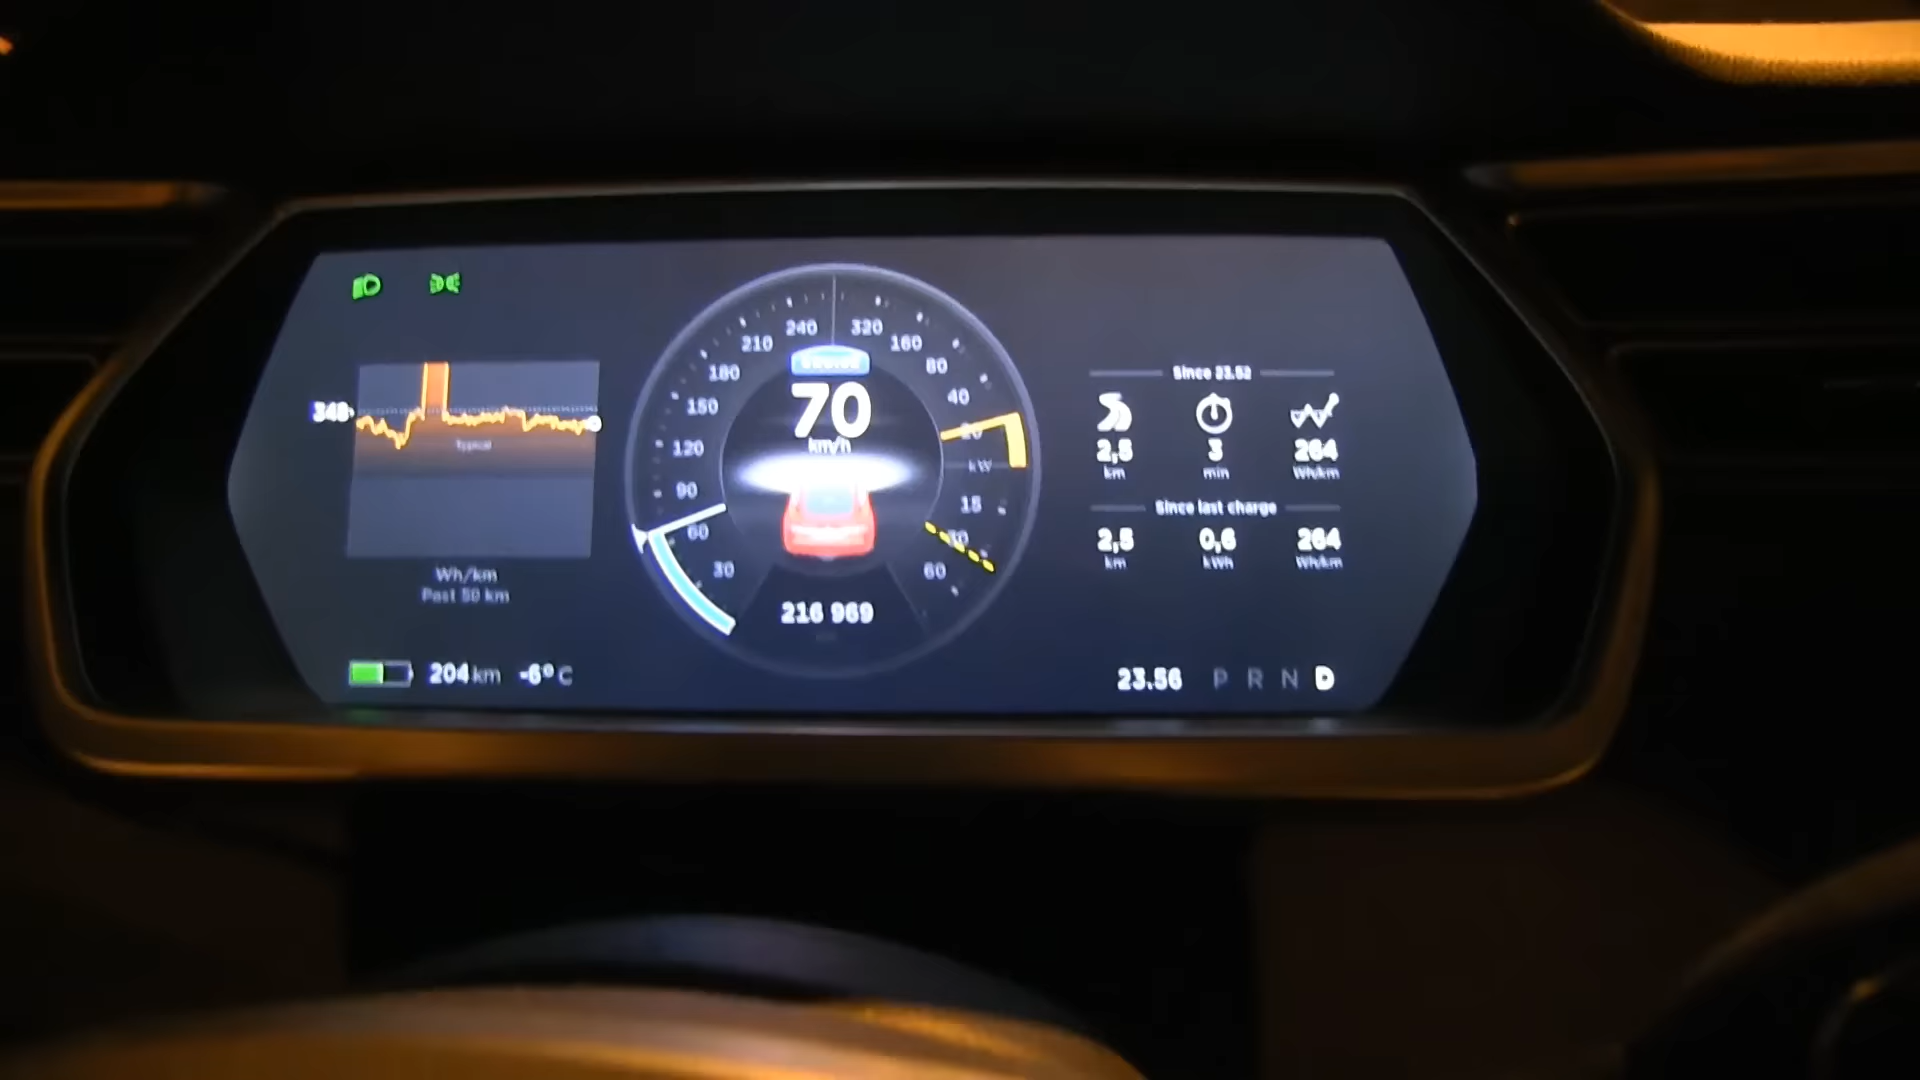 348
Typical
Wh/km
Past 50 km
204 km -6° C
240 320
210 160
180 80
150 40
120 20
kW
90 15
60 30
30 60
70
km/h
216 969
Since 23.52
2,5 3 264
km min Wh/km
Since last charge
2,5 0,6 264
km kWh Wh/km
23.56 P R N D